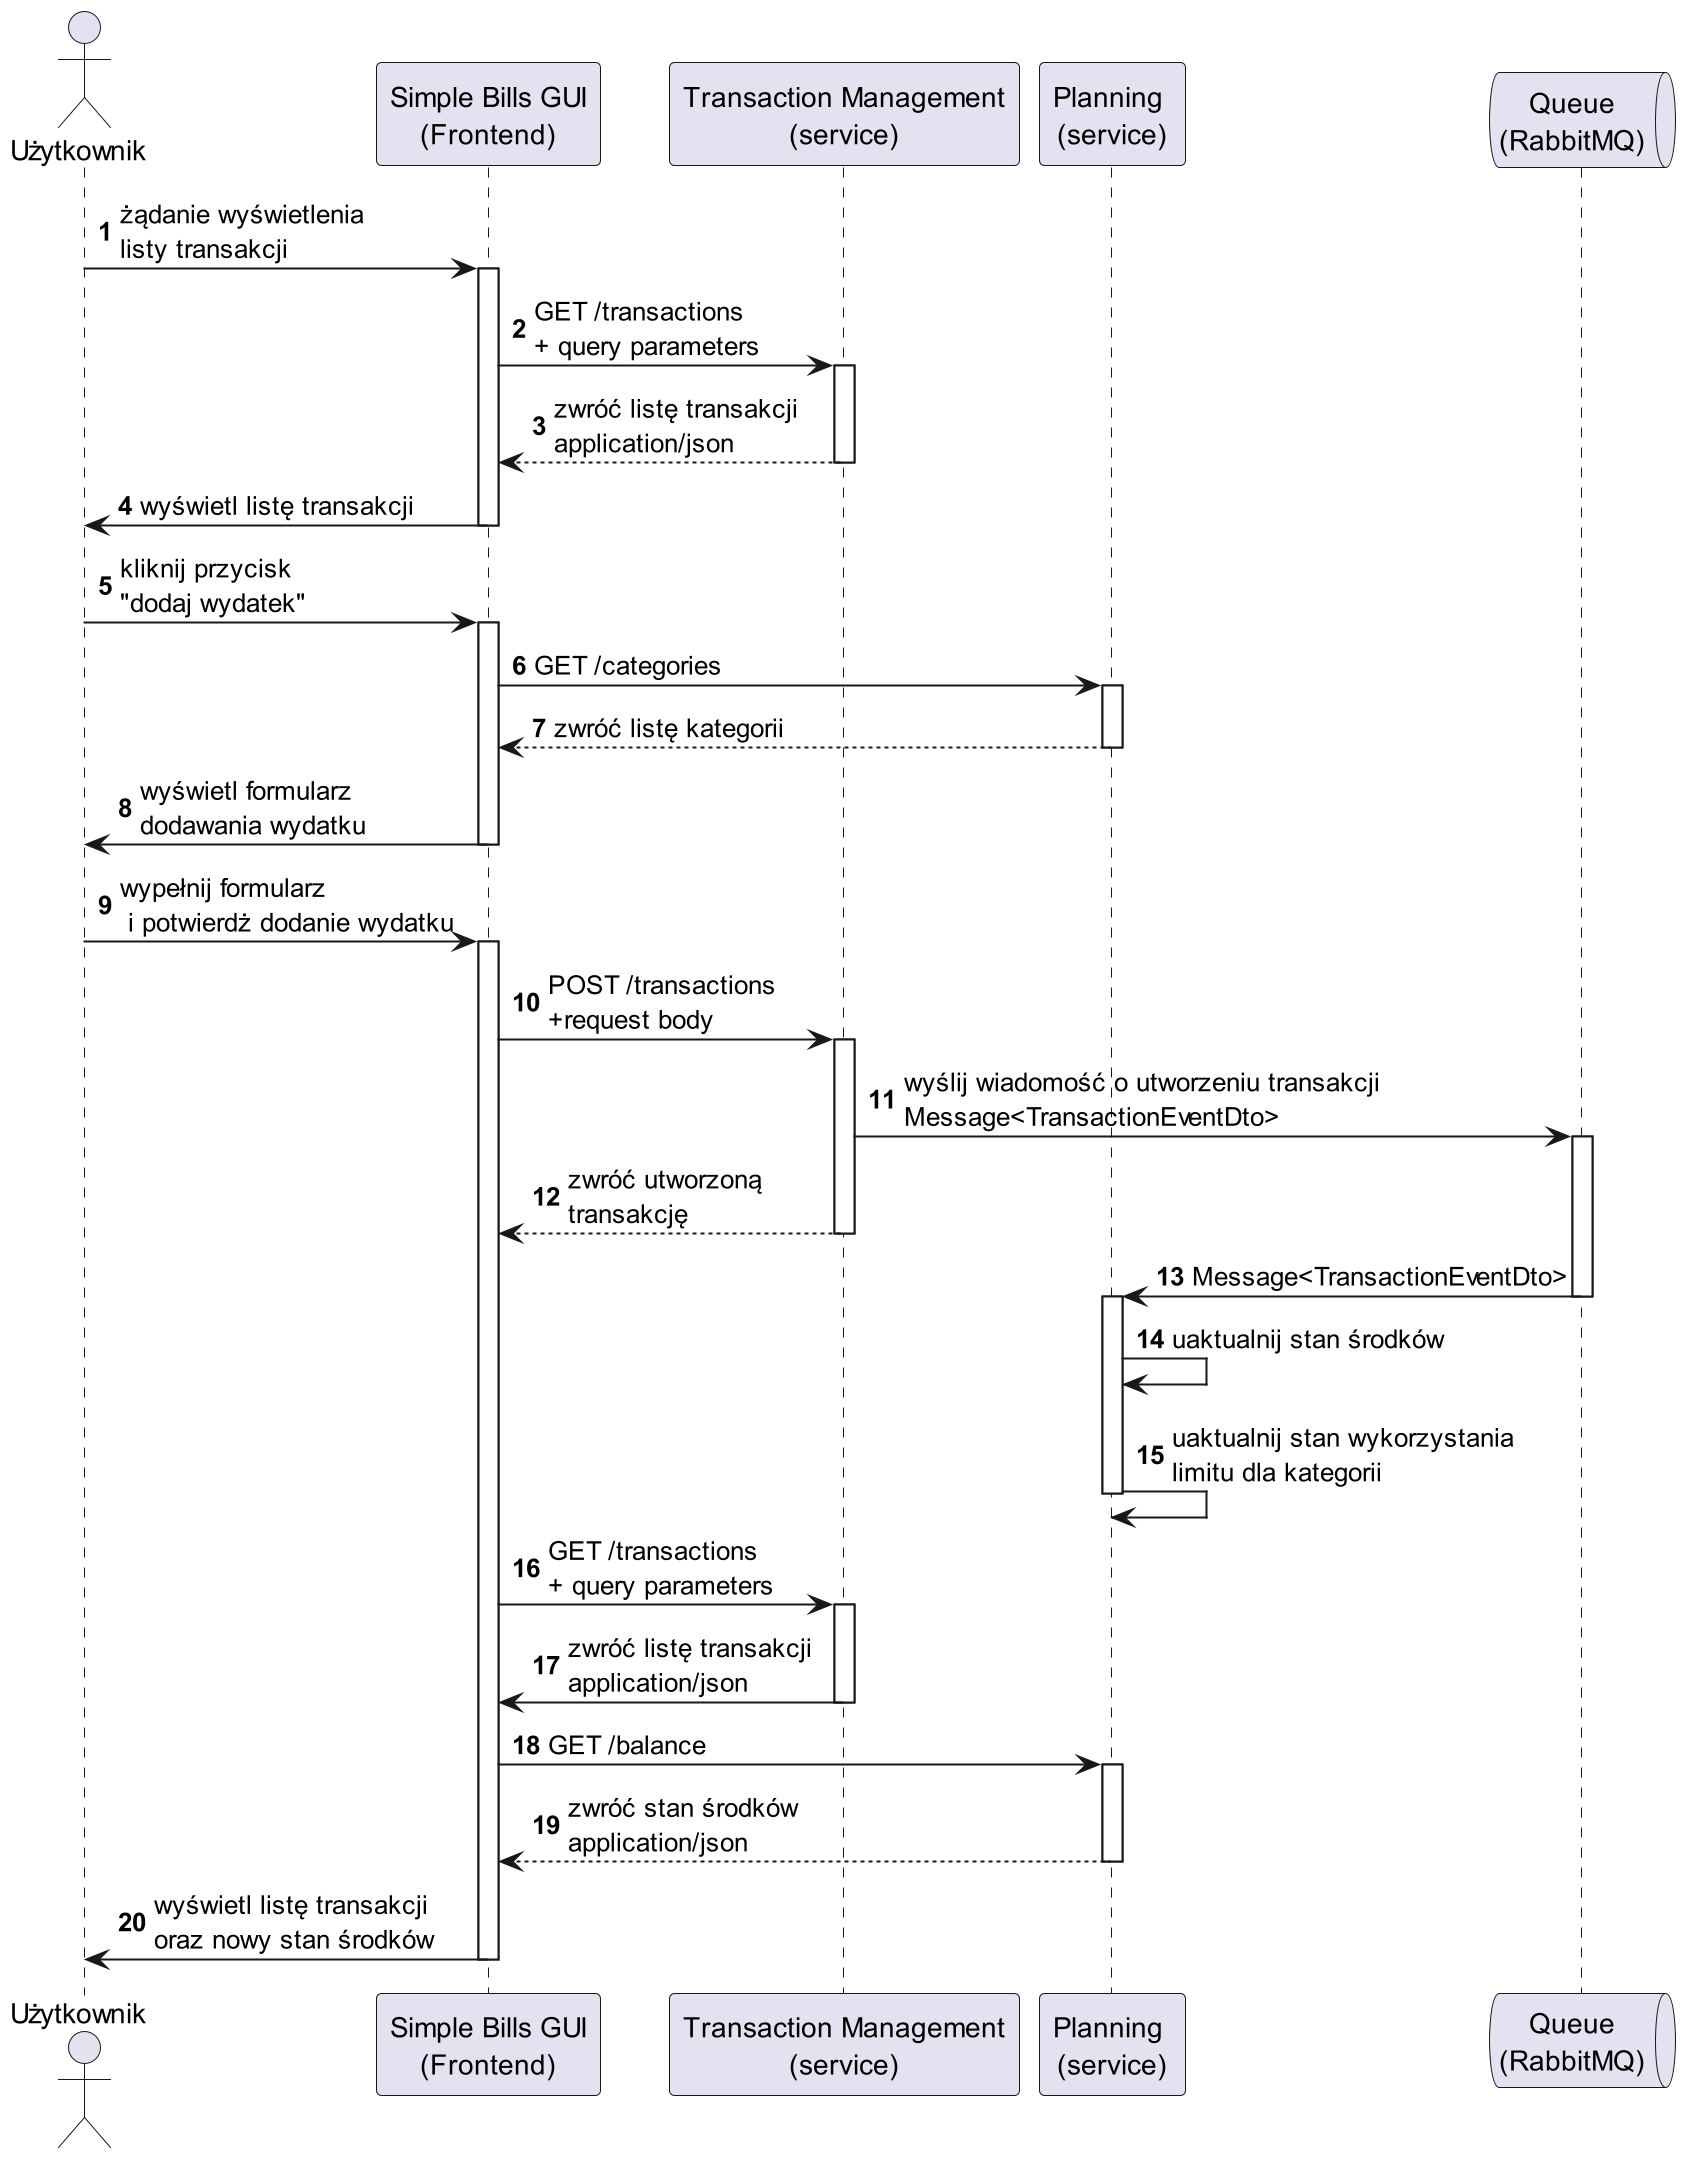 Użytkownik
Simple Bills GUI
(Frontend)
Transaction Management
(service)
Planning
(service)
Queue
(RabbitMQ)
1 żądanie wyświetlenia
listy transakcji
2 GET /transactions
+ query parameters
3 zwróć listę transakcji
application/json
4 wyświetl listę transakcji
5 kliknij przycisk
"dodaj wydatek"
6 GET /categories
7 zwróć listę kategorii
8 wyświetl formularz
dodawania wydatku
9 wypełnij formularz
i potwierdż dodanie wydatku
10 POST /transactions
+request body
11 wyślij wiadomość o utworzeniu transakcji
Message<TransactionEventDto>
12 zwróć utworzoną
transakcję
13 Message<TransactionEventDto>
14 uaktualnij stan środków
15 uaktualnij stan wykorzystania
limitu dla kategorii
16 GET /transactions
+ query parameters
17 zwróć listę transakcji
application/json
18 GET /balance
19 zwróć stan środków
application/json
20 wyświetl listę transakcji
oraz nowy stan środków
Użytkownik
Simple Bills GUI
(Frontend)
Transaction Management
(service)
Planning
(service)
Queue
(RabbitMQ)